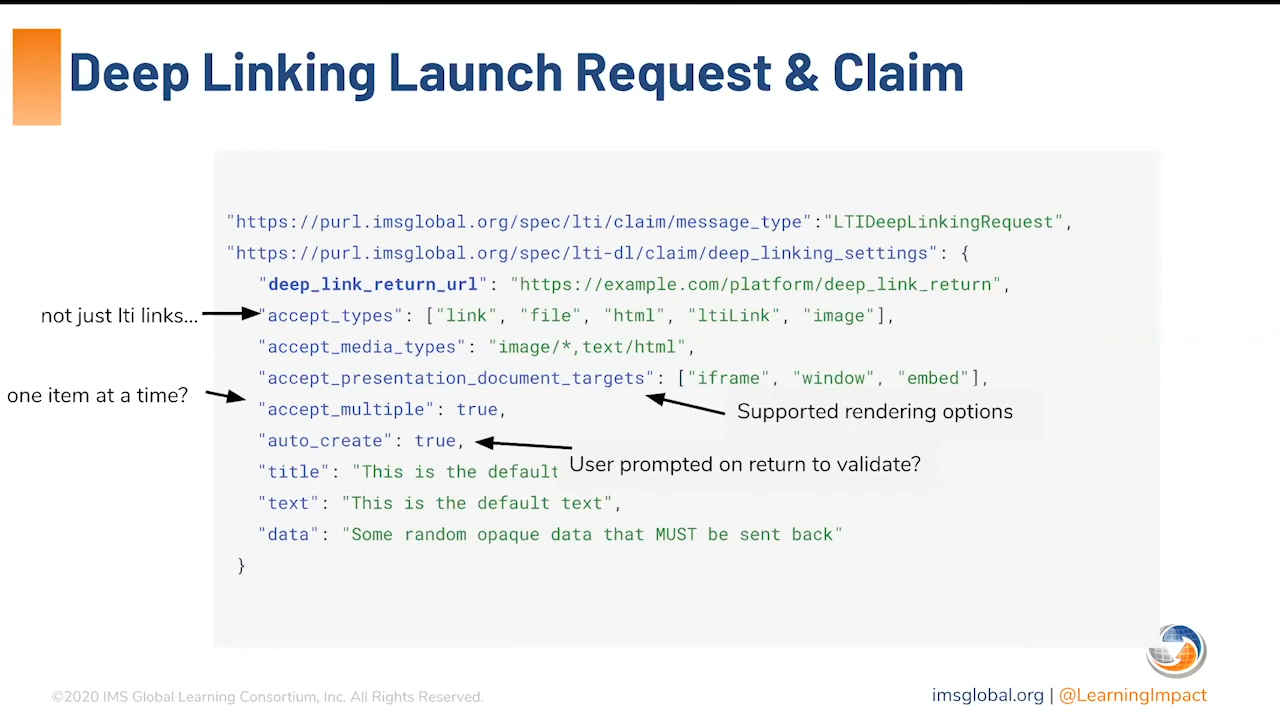 Deep Linking Launch Request & Claim
"https://purl.imsglobal.org/spec/lti/claim/message_type":"LTIDeepLinkingRequest",
"https://purl.imsglobal.org/spec/lti-dl/claim/deep_linking_settings": {
"deep_link_return_url": "https://example.com/platform/deep_link_return",
not just lti links...
"accept_types": ["link", "file", "html", "ltiLink", "image"],
"accept_media_types": "image/*,text/html",
"accept_presentation_document_targets": ["iframe", "window", "embed"],
one item at a time?
"accept_multiple": true,
Supported rendering options
"auto_create": true,
User prompted on return to validate?
"title": "This is the default
"text": "This is the default text",
"data": "Some random opaque data that MUST be sent back"
}
©2020 IMS Global Learning Consortium, Inc. All Rights Reserved.
imsglobal.org | @LearningImpact